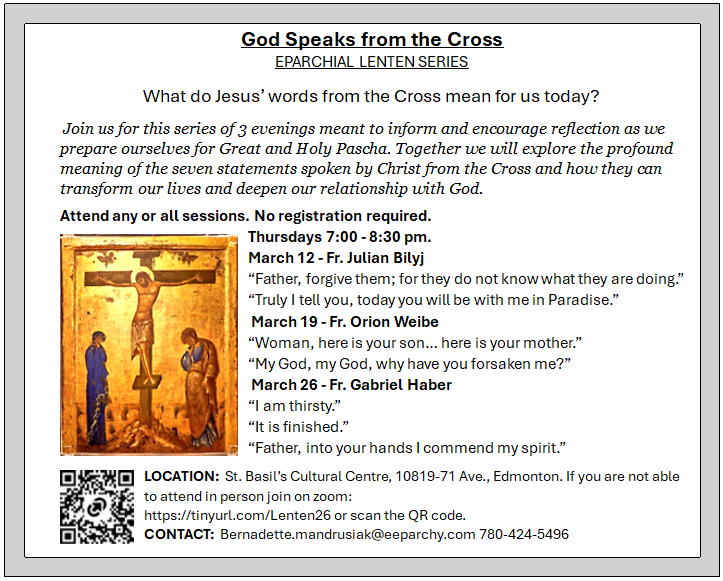 God Speaks from the Cross
EPARCHIAL LENTEN SERIES
What do Jesus’ words from the Cross mean for us today?
Join us for this series of 3 evenings meant to inform and encourage reflection as we
prepare ourselves for Great and Holy Pascha. Together we will explore the profound
meaning of the seven statements spoken by Christ from the Cross and how they can
transform our lives and deepen our relationship with God.
Attend any or all sessions. No registration required.
Thursdays 7:00 - 8:30 pm.
March 12 - Fr. Julian Bilyj
“Father, forgive them; for they do not know what they are doing.”
“Truly I tell you, today you will be with me in Paradise.”
March 19 - Fr. Orion Weibe
“Woman, here is your son... here is your mother.”
“My God, my God, why have you forsaken me?”
March 26 - Fr. Gabriel Haber
“I am thirsty.”
“It is finished.”
“Father, into your hands I commend my spirit.”
LOCATION: St. Basil’s Cultural Centre, 10819-71 Ave., Edmonton. If you are not able
to attend in person join on zoom:
https://tinyurl.com/Lenten26 or scan the QR code.
CONTACT: Bernadette.mandrusiak@eeparchy.com 780-424-5496